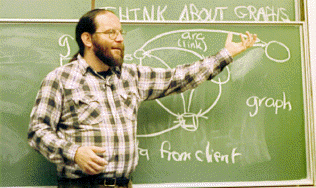 THINK ABOUT GRAPHS
arc
(link)
graph
from client